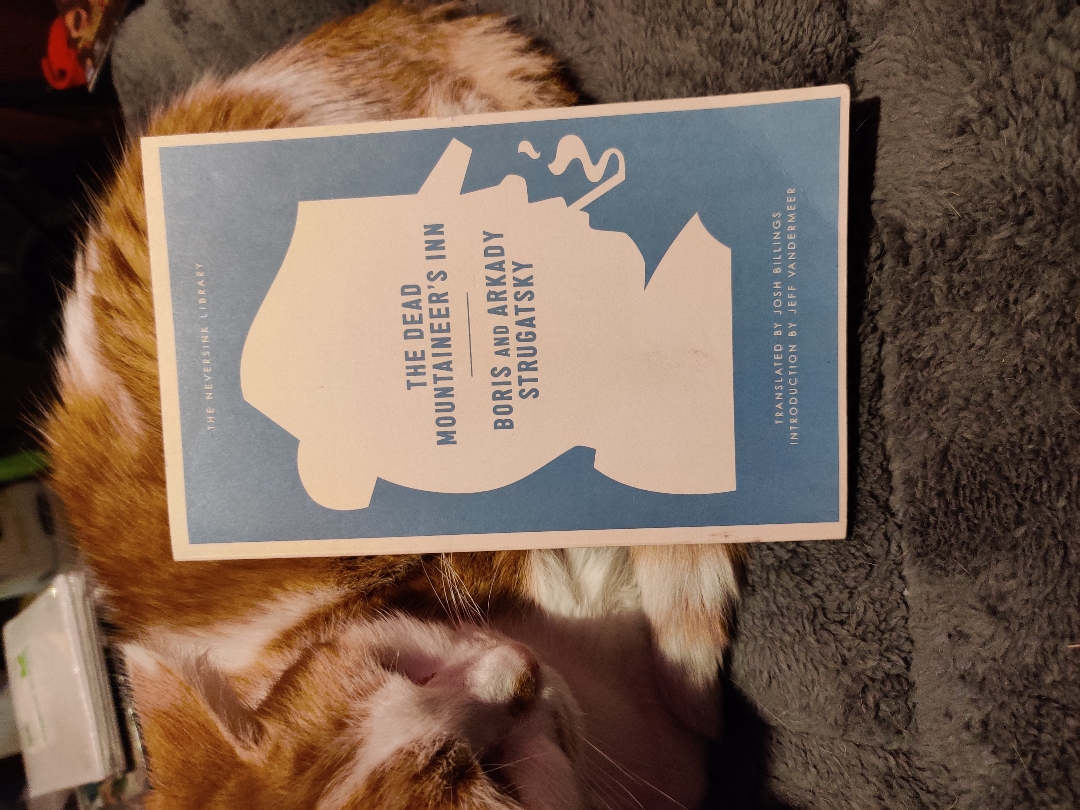 THE NEVERSINK LIBRARY
THE DEAD
MOUNTAINEER'S INN
BORIS AND ARKADY
STRUGATSKY
TRANSLATED BY JOSH BILLINGS
INTRODUCTION BY JEFF VANDERMEER